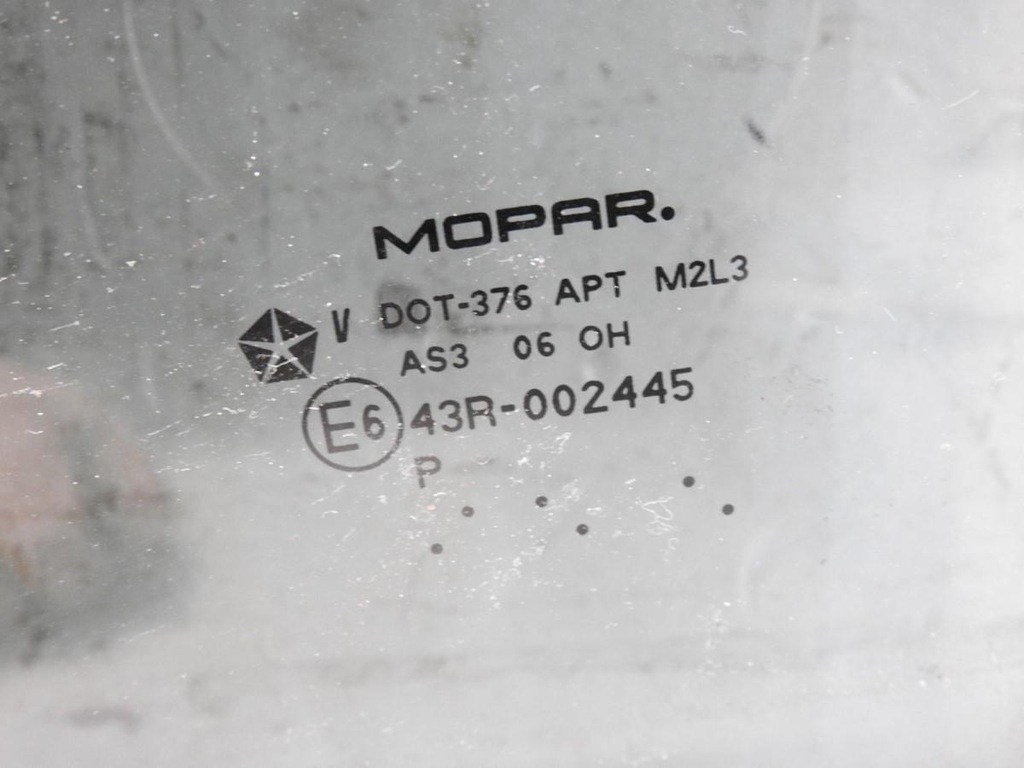 MOPAR.
V DOT-376 APT M2L3
AS3 06 OH
E6 43R-002445
P